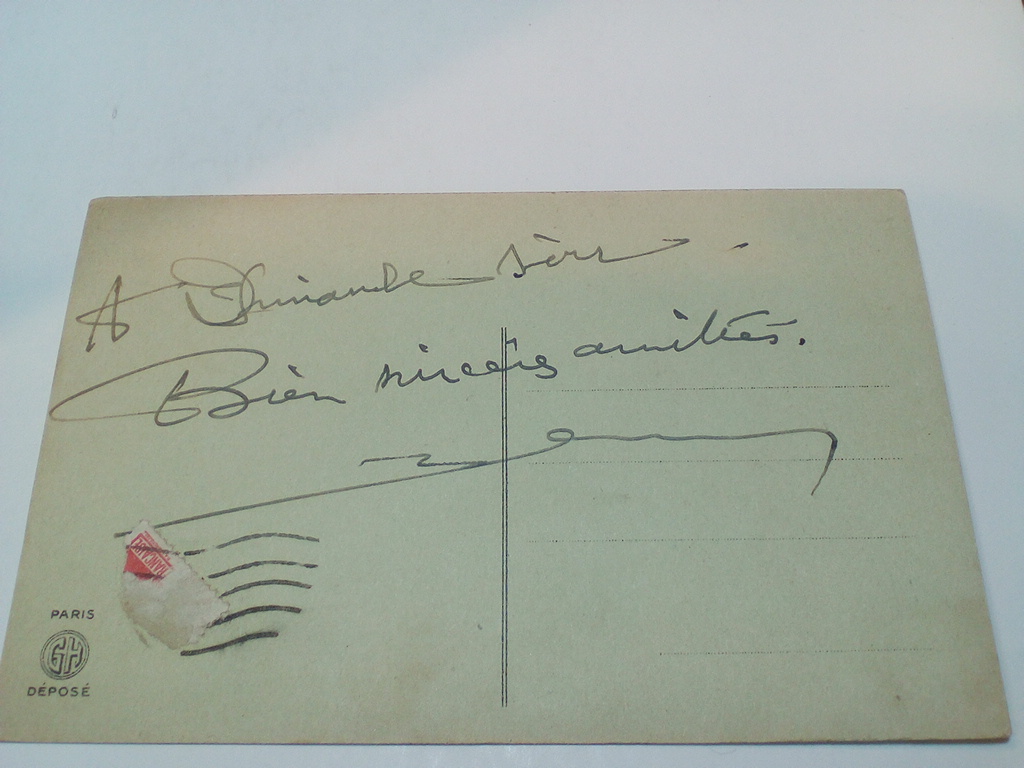 A Dimanche soir.
Bien sincères amitiés.
PARIS
GH
DÉPOSÉ